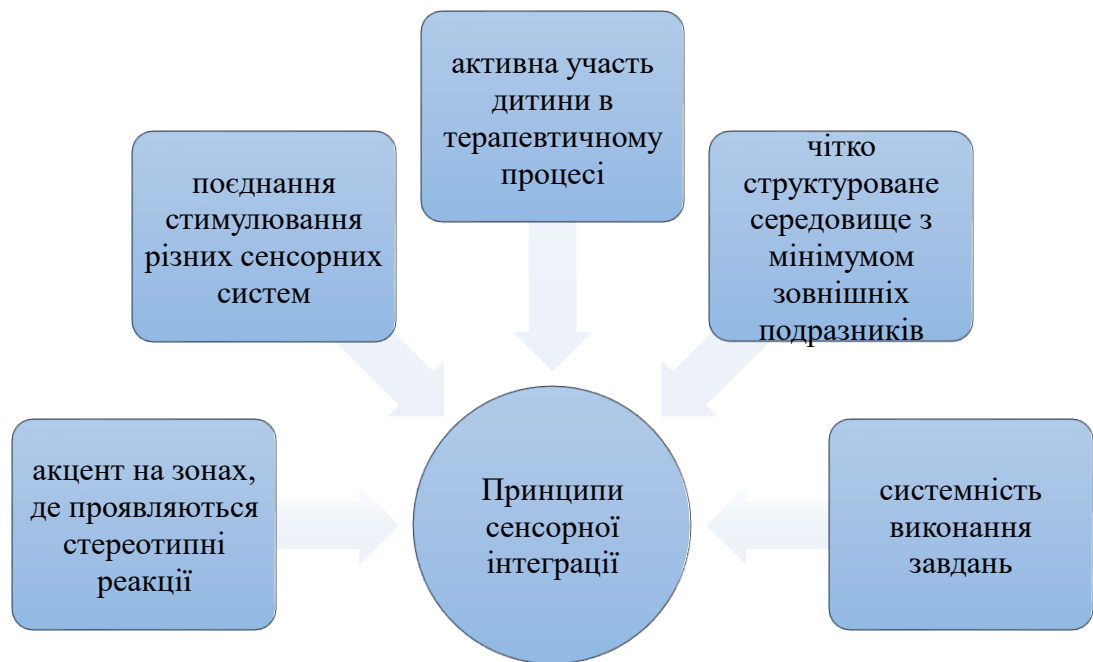 активна участь
дитини в
терапевтичному
процесі
поєднання
стимулювання
різних сенсорних
систем
чітко
структуроване
середовище з
мінімумом
зовнішніх
подразників
акцент на зонах,
де проявляються
стереотипні
реакції
Принципи
сенсорної
інтеграції
системність
виконання
завдань